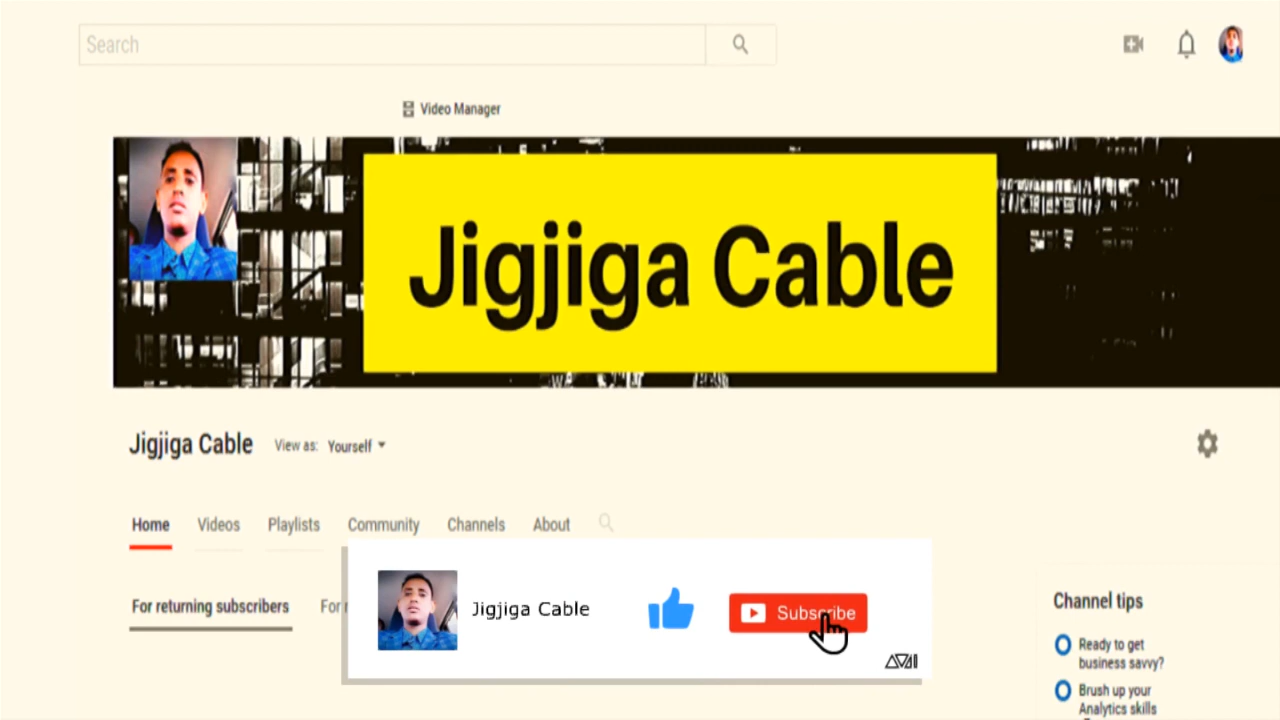 Search
Video Manager
Jigjiga Cable
Jigjiga Cable
View as: Yourself
Home Videos Playlists Community Channels About
For returning subscribers For
Jigjiga Cable
Subscribe
Channel tips
Ready to get
business savvy?
Brush up your
Analytics skills